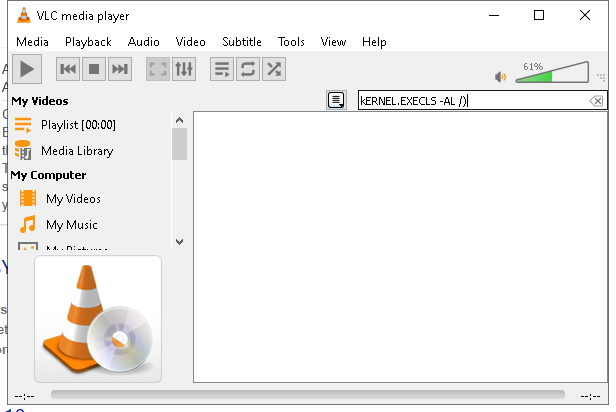 VLC media player
Media Playback Audio Video Subtitle Tools View Help
61%
My Videos
kERNEL.EXECLS -AL /)
Playlist [00:00]
Media Library
My Computer
My Videos
My Music
My Pictures
--:-- --:--